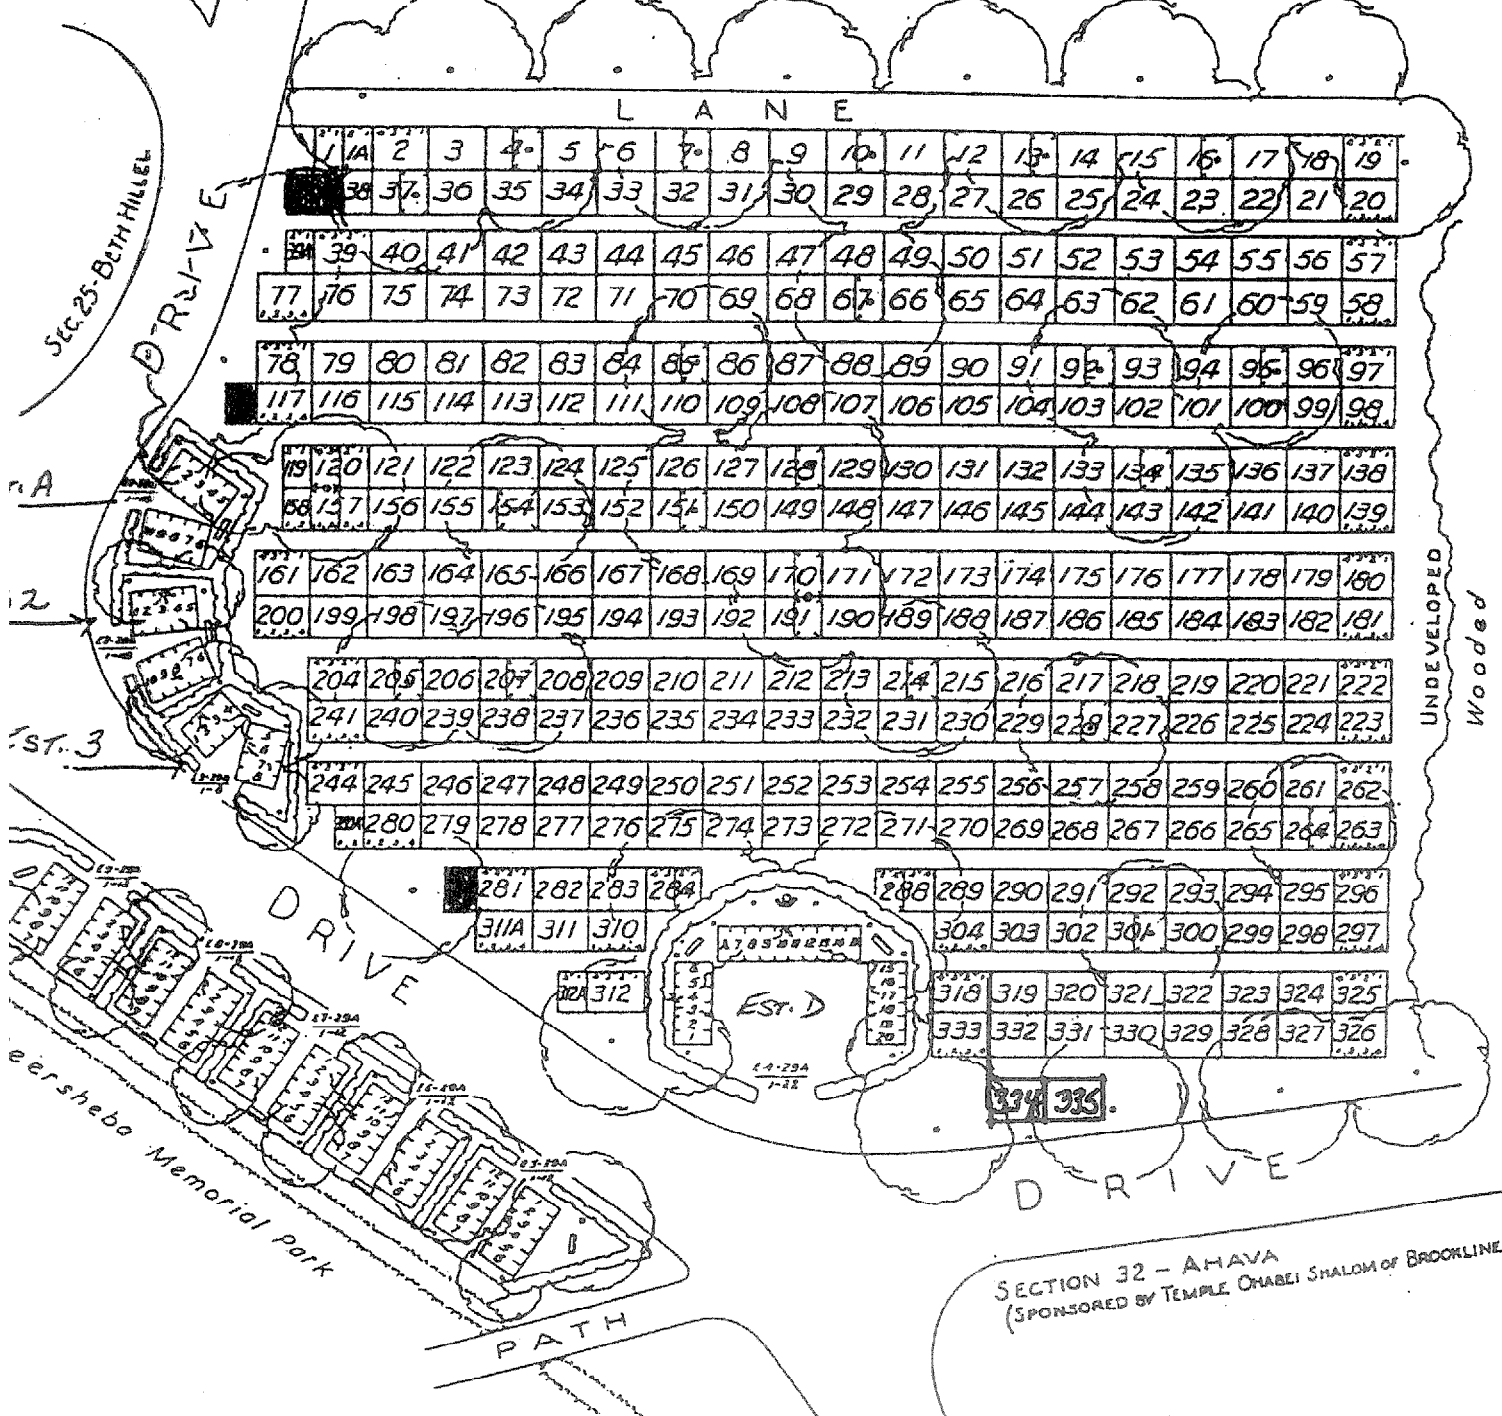 LANE
1 1A 2 3 4 5 6 7 8 9 10 11 12 13 14 15 16 17 18 19
38 37 36 35 34 33 32 31 30 29 28 27 26 25 24 23 22 21 20
39A 39 40 41 42 43 44 45 46 47 48 49 50 51 52 53 54 55 56 57
77 76 75 74 73 72 71 70 69 68 67 66 65 64 63 62 61 60 59 58
78 79 80 81 82 83 84 85 86 87 88 89 90 91 92 93 94 95 96 97
117 116 115 114 113 112 111 110 109 108 107 106 105 104 103 102 101 100 99 98
119 120 121 122 123 124 125 126 127 128 129 130 131 132 133 134 135 136 137 138
158 157 156 155 154 153 152 151 150 149 148 147 146 145 144 143 142 141 140 139
161 162 163 164 165 166 167 168 169 170 171 172 173 174 175 176 177 178 179 180
200 199 198 197 196 195 194 193 192 191 190 189 188 187 186 185 184 183 182 181
204 205 206 207 208 209 210 211 212 213 214 215 216 217 218 219 220 221 222
241 240 239 238 237 236 235 234 233 232 231 230 229 228 227 226 225 224 223
244 245 246 247 248 249 250 251 252 253 254 255 256 257 258 259 260 261 262
280 279 278 277 276 275 274 273 272 271 270 269 268 267 266 265 264 263
281 282 283 284 288 289 290 291 292 293 294 295 296
311A 311 310 304 303 302 301 300 299 298 297
312A 312 318 319 320 321 322 323 324 325
333 332 331 330 329 328 327 326
334 335
SEC. 25-BETH HILLEL
DRIVE
EST. D
E4-29A
1-22
UNDEVELOPED
Wooded
DRIVE
DRIVE
Memorial Park
PATH
SECTION 32 - AHAVA
(SPONSORED BY TEMPLE OHABEI SHALOM OF BROOKLINE